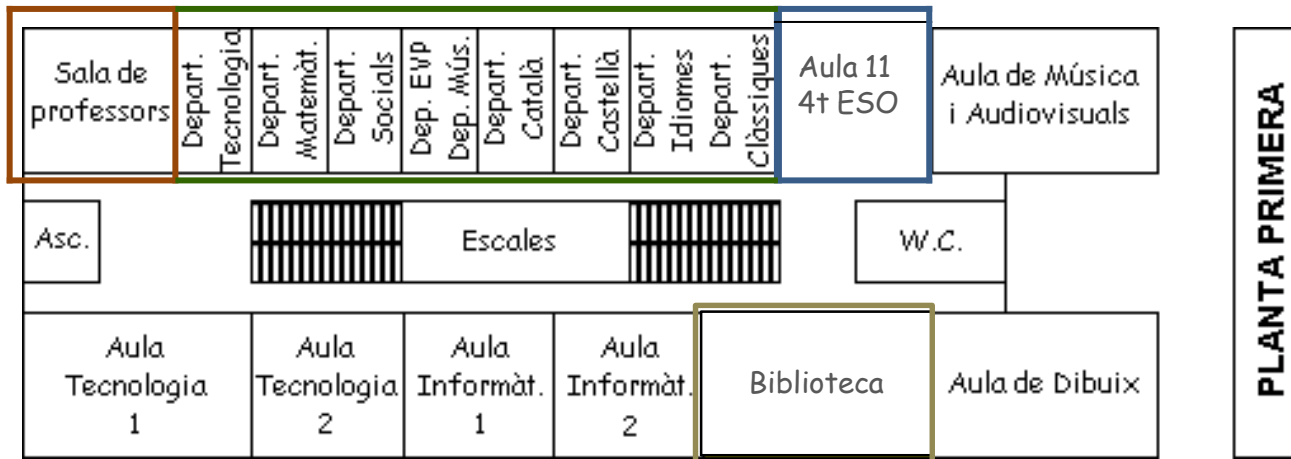 Sala de
professors
Depart.
Tecnologia
Depart.
Matemàt.
Depart.
Socials
Dep. EVP
Dep. Mús.
Depart.
Català
Depart.
Castellà
Depart.
Idiomes
Depart.
Clàssiques
Aula 11
4t ESO
Aula de Música
i Audiovisuals
Asc.
Escales
W.C.
Aula
Tecnologia
1
Aula
Tecnologia
2
Aula
Informàt.
1
Aula
Informàt.
2
Biblioteca
Aula de Dibuix
PLANTA PRIMERA